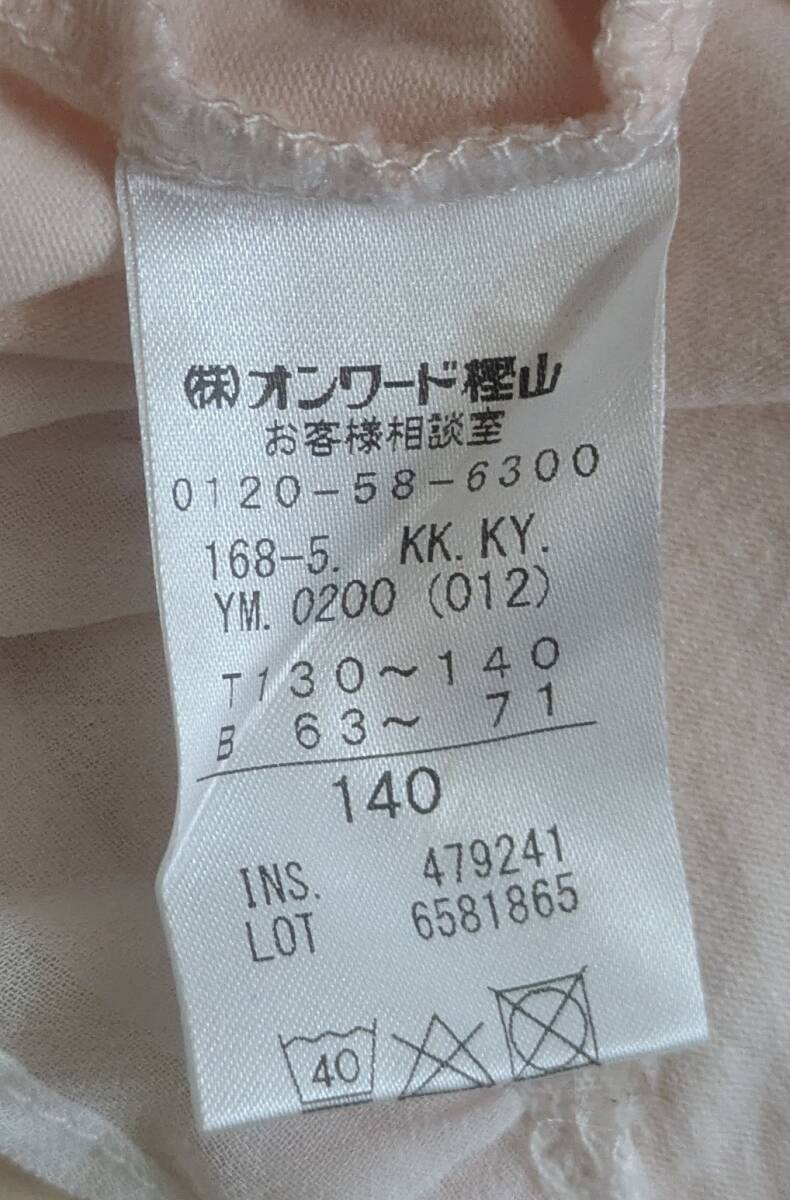 (株)オンワード樫山
お客様相談室
0120-58-6300
168-5. KK. KY.
YM. 0200 (012)
T130～140
B 63～ 71
140
INS. 479241
LOT 6581865
40